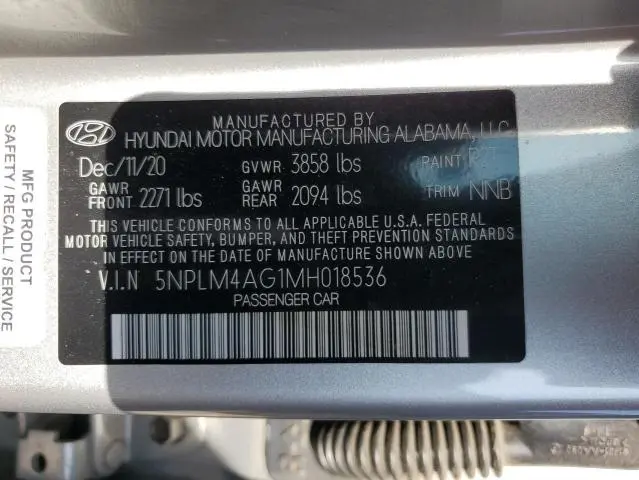 MANUFACTURED BY
HYUNDAI MOTOR MANUFACTURING ALABAMA, LLC
Dec/11/20 GVWR 3858 lbs PAINT
GAWR FRONT 2271 lbs GAWR REAR 2094 lbs TRIM NNB
THIS VEHICLE CONFORMS TO ALL APPLICABLE U.S.A. FEDERAL
MOTOR VEHICLE SAFETY, BUMPER, AND THEFT PREVENTION STANDARDS
IN EFFECT ON THE DATE OF MANUFACTURE SHOWN ABOVE.
V.I.N 5NPLM4AG1MH018536
PASSENGER CAR
MFG PRODUCT
SAFETY / RECALL / SERVICE